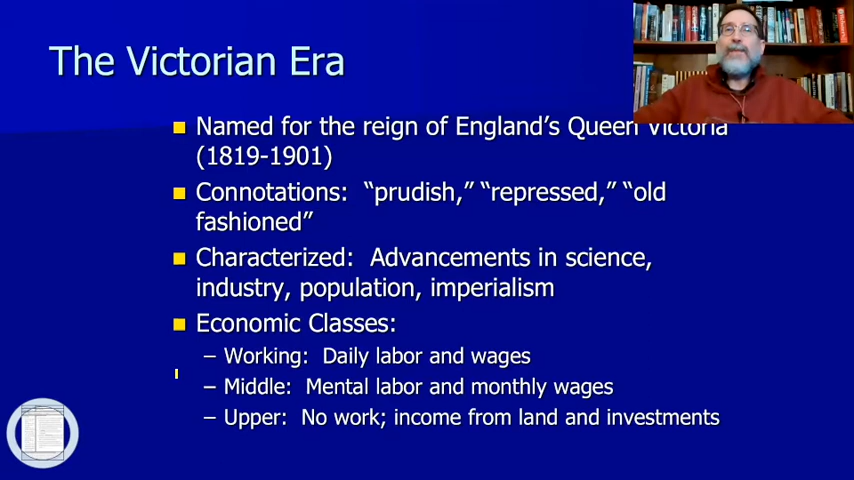 The Victorian Era
Named for the reign of England’s Queen Victoria
(1819-1901)
Connotations: “prudish,” “repressed,” “old
fashioned”
Characterized: Advancements in science,
industry, population, imperialism
Economic Classes:
– Working: Daily labor and wages
– Middle: Mental labor and monthly wages
– Upper: No work; income from land and investments